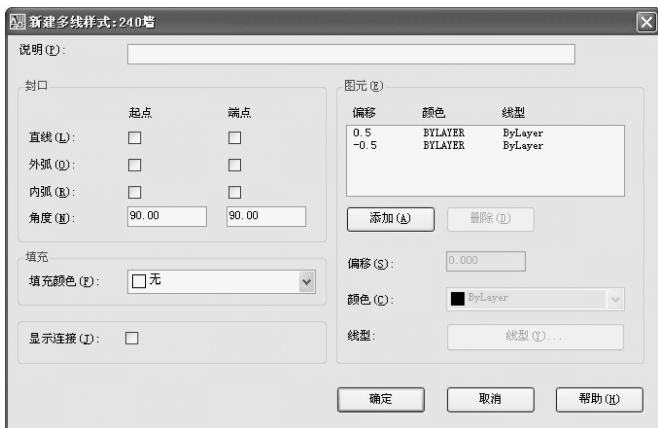 新建多线样式:240墙
说明(P):
封口
起点 端点
直线(L):
外弧(O):
内弧(R):
角度(N): 90.00 90.00
填充
填充颜色(F): 无
显示连接(J):
图元(E)
偏移 颜色 线型
0.5 BYLAYER ByLayer
-0.5 BYLAYER ByLayer
添加(A) 删除(D)
偏移(S): 0.000
颜色(C): ByLayer
线型: 线型(Y)...
确定 取消 帮助(H)